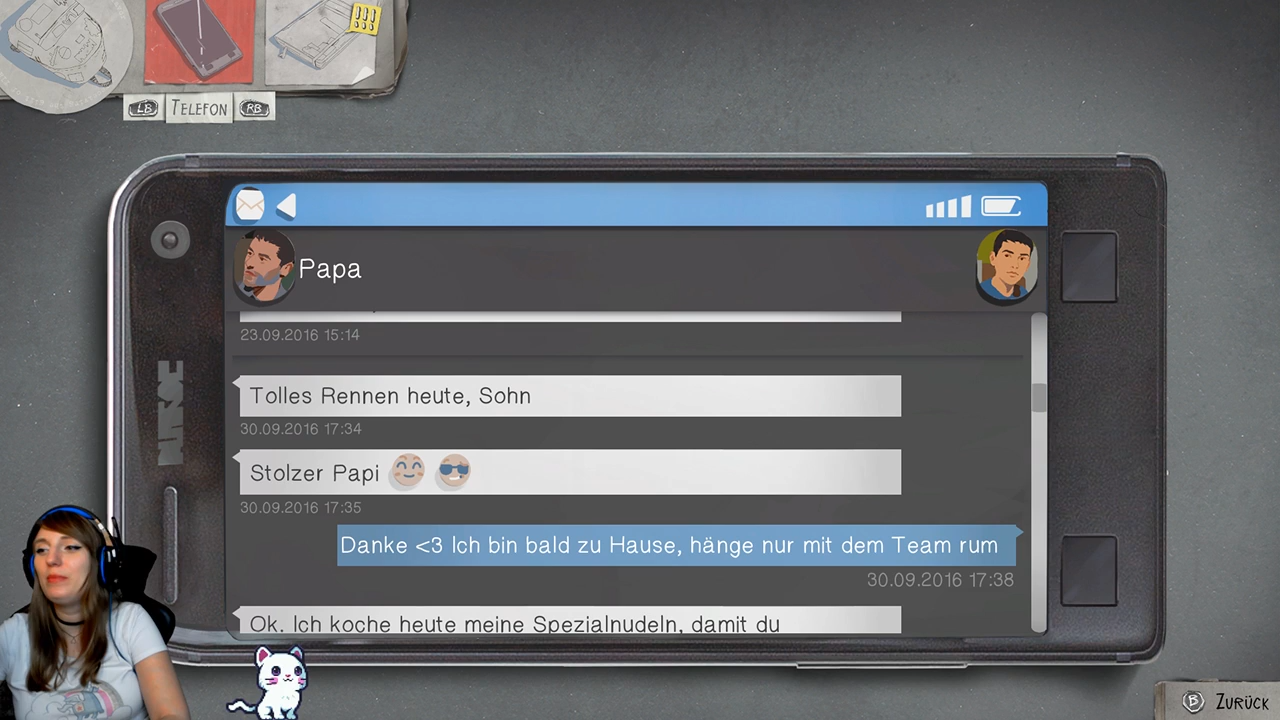 LB TELEFON RB
Papa
23.09.2016 15:14
Tolles Rennen heute, Sohn
30.09.2016 17:34
Stolzer Papi
30.09.2016 17:35
Danke <3 Ich bin bald zu Hause, hänge nur mit dem Team rum
30.09.2016 17:38
Ok. Ich koche heute meine Spezialnudeln, damit du
B ZURÜCK